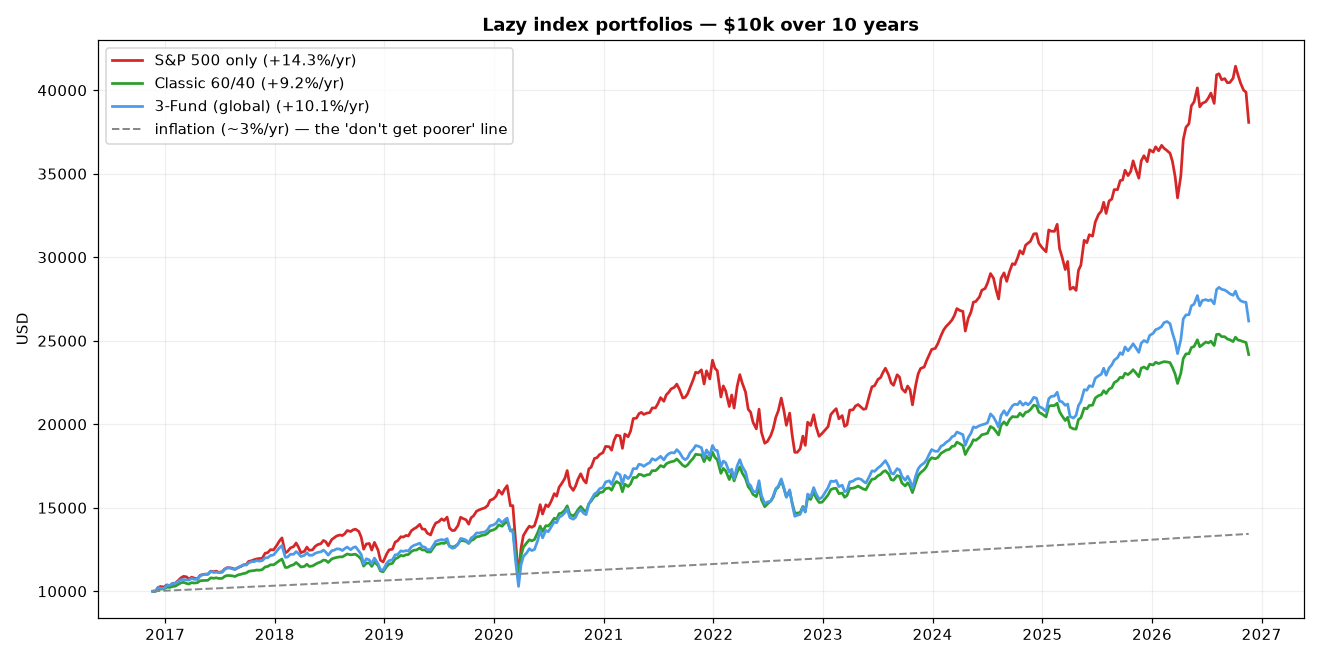 Lazy index portfolios — $10k over 10 years
S&P 500 only (+14.3%/yr)
Classic 60/40 (+9.2%/yr)
3-Fund (global) (+10.1%/yr)
inflation (~3%/yr) — the 'don't get poorer' line
USD
40000
35000
30000
25000
20000
15000
10000
2017 2018 2019 2020 2021 2022 2023 2024 2025 2026 2027